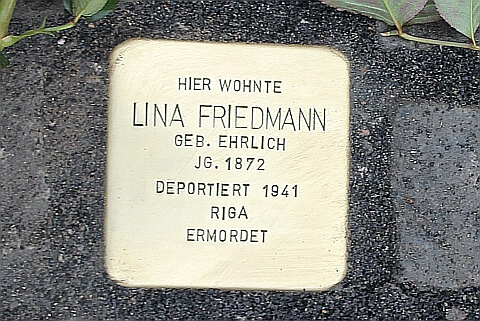 HIER WOHNTE
LINA FRIEDMANN
GEB. EHRLICH
JG. 1872
DEPORTIERT 1941
RIGA
ERMORDET